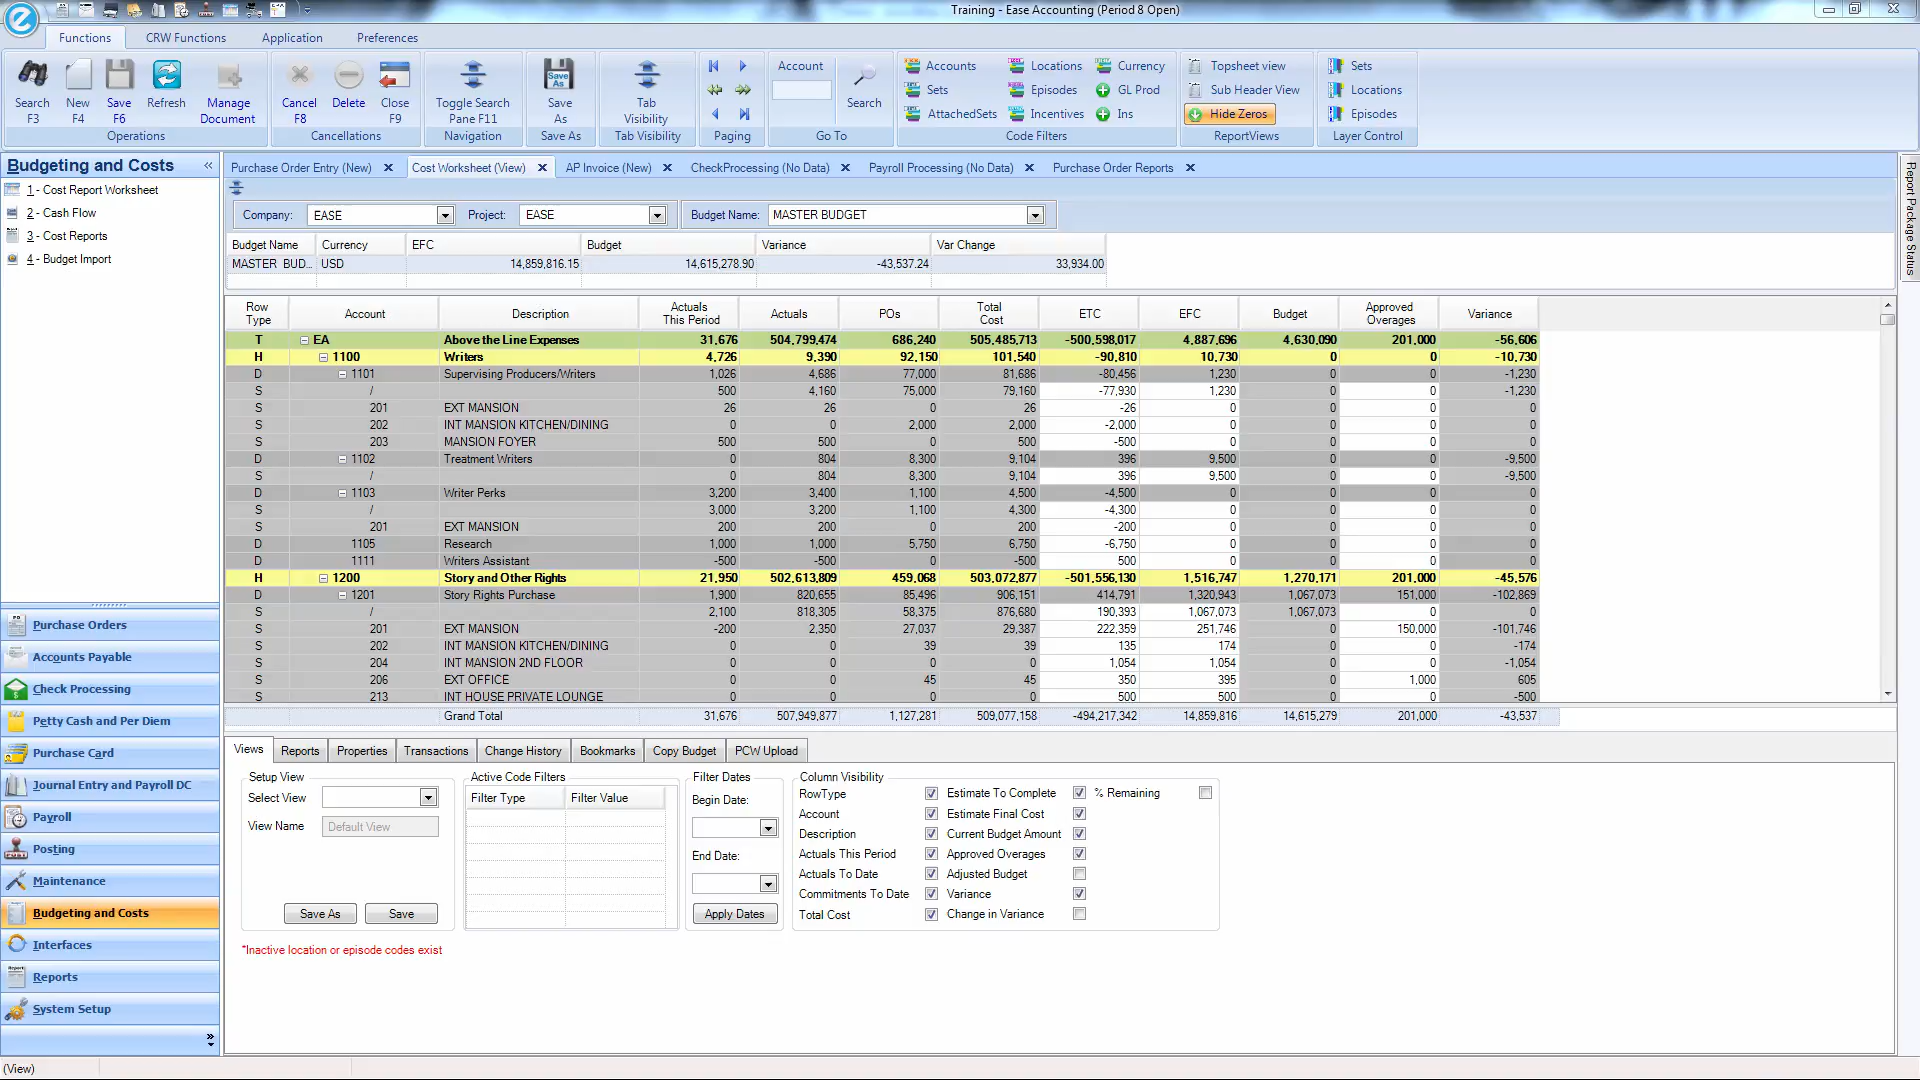 Training - Ease Accounting (Period 8 Open)
Functions CRW Functions Application Preferences
Search F3 New F4 Save F6 Refresh Manage Document Operations
Cancel F8 Delete Close F9 Cancellations
Toggle Search Pane F11 Navigation
Save As Save As
Tab Visibility Tab Visibility
Paging
Account Search Go To
Accounts Locations Currency
Sets Episodes GL Prod
AttachedSets Incentives Ins
Code Filters
Topsheet view
Sub Header View
Hide Zeros
ReportViews
Sets
Locations
Episodes
Layer Control
Budgeting and Costs
1 - Cost Report Worksheet
2 - Cash Flow
3 - Cost Reports
4 - Budget Import
Purchase Orders
Accounts Payable
Check Processing
Petty Cash and Per Diem
Purchase Card
Journal Entry and Payroll DC
Payroll
Posting
Maintenance
Budgeting and Costs
Interfaces
Reports
System Setup
(View)
Purchase Order Entry (New) Cost Worksheet (View) AP Invoice (New) CheckProcessing (No Data) Payroll Processing (No Data) Purchase Order Reports
Report Pack Package Status
Company: EASE Project: EASE Budget Name: MASTER BUDGET
Budget Name Currency EFC Budget Variance Var Change
MASTER BUD... USD 14,859,816.15 14,615,278.90 -43,537.24 33,934.00
Row Type Account Description Actuals This Period Actuals POs Total Cost ETC EFC Budget Approved Overages Variance
T EA Above the Line Expenses 31,676 504,799,474 686,240 505,485,713 -500,598,017 4,887,696 4,630,090 201,000 -56,606
H 1100 Writers 4,726 9,390 92,150 101,540 -90,810 10,730 0 0 -10,730
D 1101 Supervising Producers/Writers 1,026 4,686 77,000 81,686 -80,456 1,230 0 0 -1,230
S / 500 4,160 75,000 79,160 -77,930 1,230 0 0 -1,230
S 201 EXT MANSION 26 26 0 26 -26 0 0 0 0
S 202 INT MANSION KITCHEN/DINING 0 0 2,000 2,000 -2,000 0 0 0 0
S 203 MANSION FOYER 500 500 0 500 -500 0 0 0 0
D 1102 Treatment Writers 0 804 8,300 9,104 396 9,500 0 0 -9,500
S / 0 804 8,300 9,104 396 9,500 0 0 -9,500
D 1103 Writer Perks 3,200 3,400 1,100 4,500 -4,500 0 0 0 0
S / 3,000 3,200 1,100 4,300 -4,300 0 0 0 0
S 201 EXT MANSION 200 200 0 200 -200 0 0 0 0
D 1105 Research 1,000 1,000 5,750 6,750 -6,750 0 0 0 0
D 1111 Writers Assistant -500 -500 0 -500 500 0 0 0 0
H 1200 Story and Other Rights 21,950 502,613,809 459,068 503,072,877 -501,556,130 1,516,747 1,270,171 201,000 -45,576
D 1201 Story Rights Purchase 1,900 820,655 85,496 906,151 414,791 1,320,943 1,067,073 151,000 -102,869
S / 2,100 818,305 58,375 876,680 190,393 1,067,073 1,067,073 0 0
S 201 EXT MANSION -200 2,350 27,037 29,387 222,359 251,746 0 150,000 -101,746
S 202 INT MANSION KITCHEN/DINING 0 0 39 39 135 174 0 0 -174
S 204 INT MANSION 2ND FLOOR 0 0 0 0 1,054 1,054 0 0 -1,054
S 206 EXT OFFICE 0 0 45 45 350 395 0 1,000 605
S 213 INT HOUSE PRIVATE LOUNGE 0 0 0 0 500 500 0 0 -500
Grand Total 31,676 507,949,877 1,127,281 509,077,158 -494,217,342 14,859,816 14,615,279 201,000 -43,537
Views Reports Properties Transactions Change History Bookmarks Copy Budget PCW Upload
Setup View
Select View
View Name Default View
Save As Save
Active Code Filters
Filter Type Filter Value
Filter Dates
Begin Date:
End Date:
Apply Dates
Column Visibility
RowType Estimate To Complete % Remaining
Account Estimate Final Cost
Description Current Budget Amount
Actuals This Period Approved Overages
Actuals To Date Adjusted Budget
Commitments To Date Variance
Total Cost Change in Variance
*Inactive location or episode codes exist